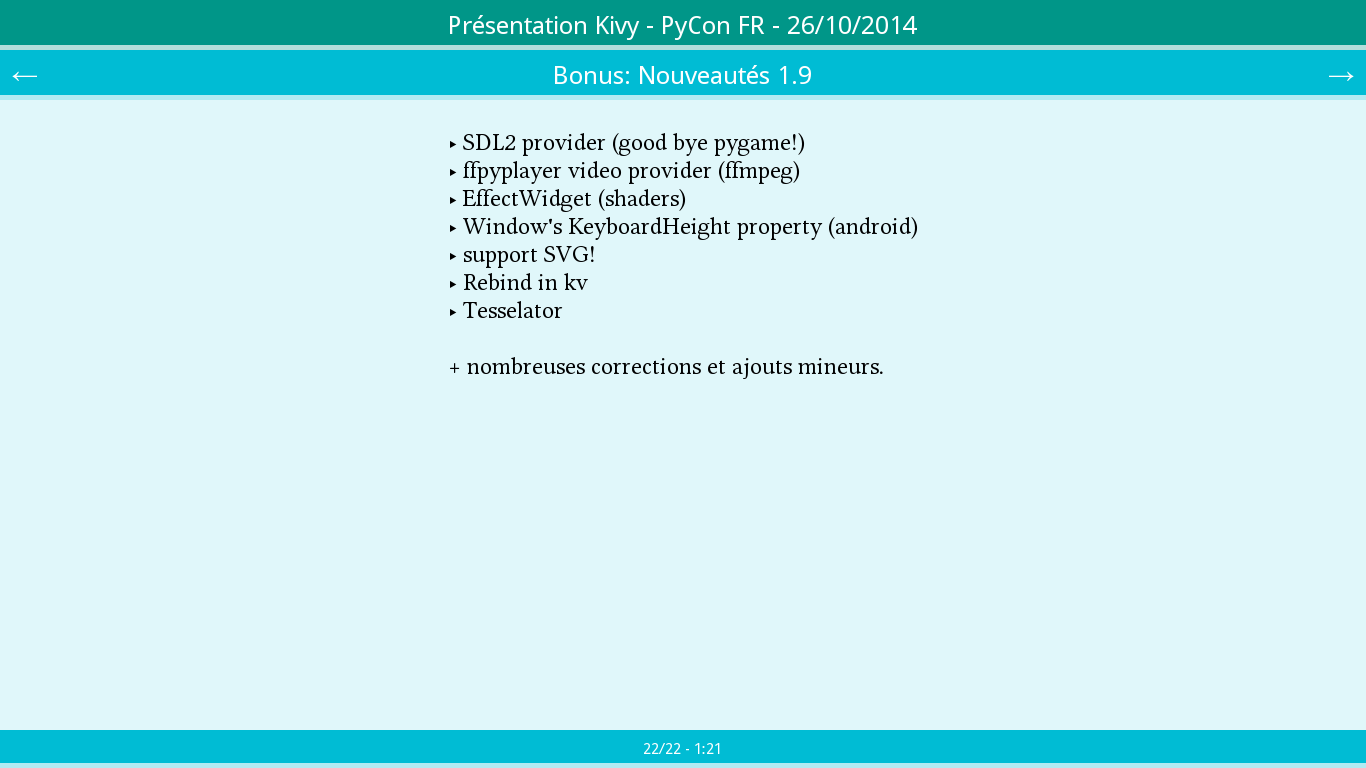 Présentation Kivy - PyCon FR - 26/10/2014
← Bonus: Nouveautés 1.9 →
‣ SDL2 provider (good bye pygame!)
‣ ffpyplayer video provider (ffmpeg)
‣ EffectWidget (shaders)
‣ Window's KeyboardHeight property (android)
‣ support SVG!
‣ Rebind in kv
‣ Tesselator
+ nombreuses corrections et ajouts mineurs.
22/22 - 1:21